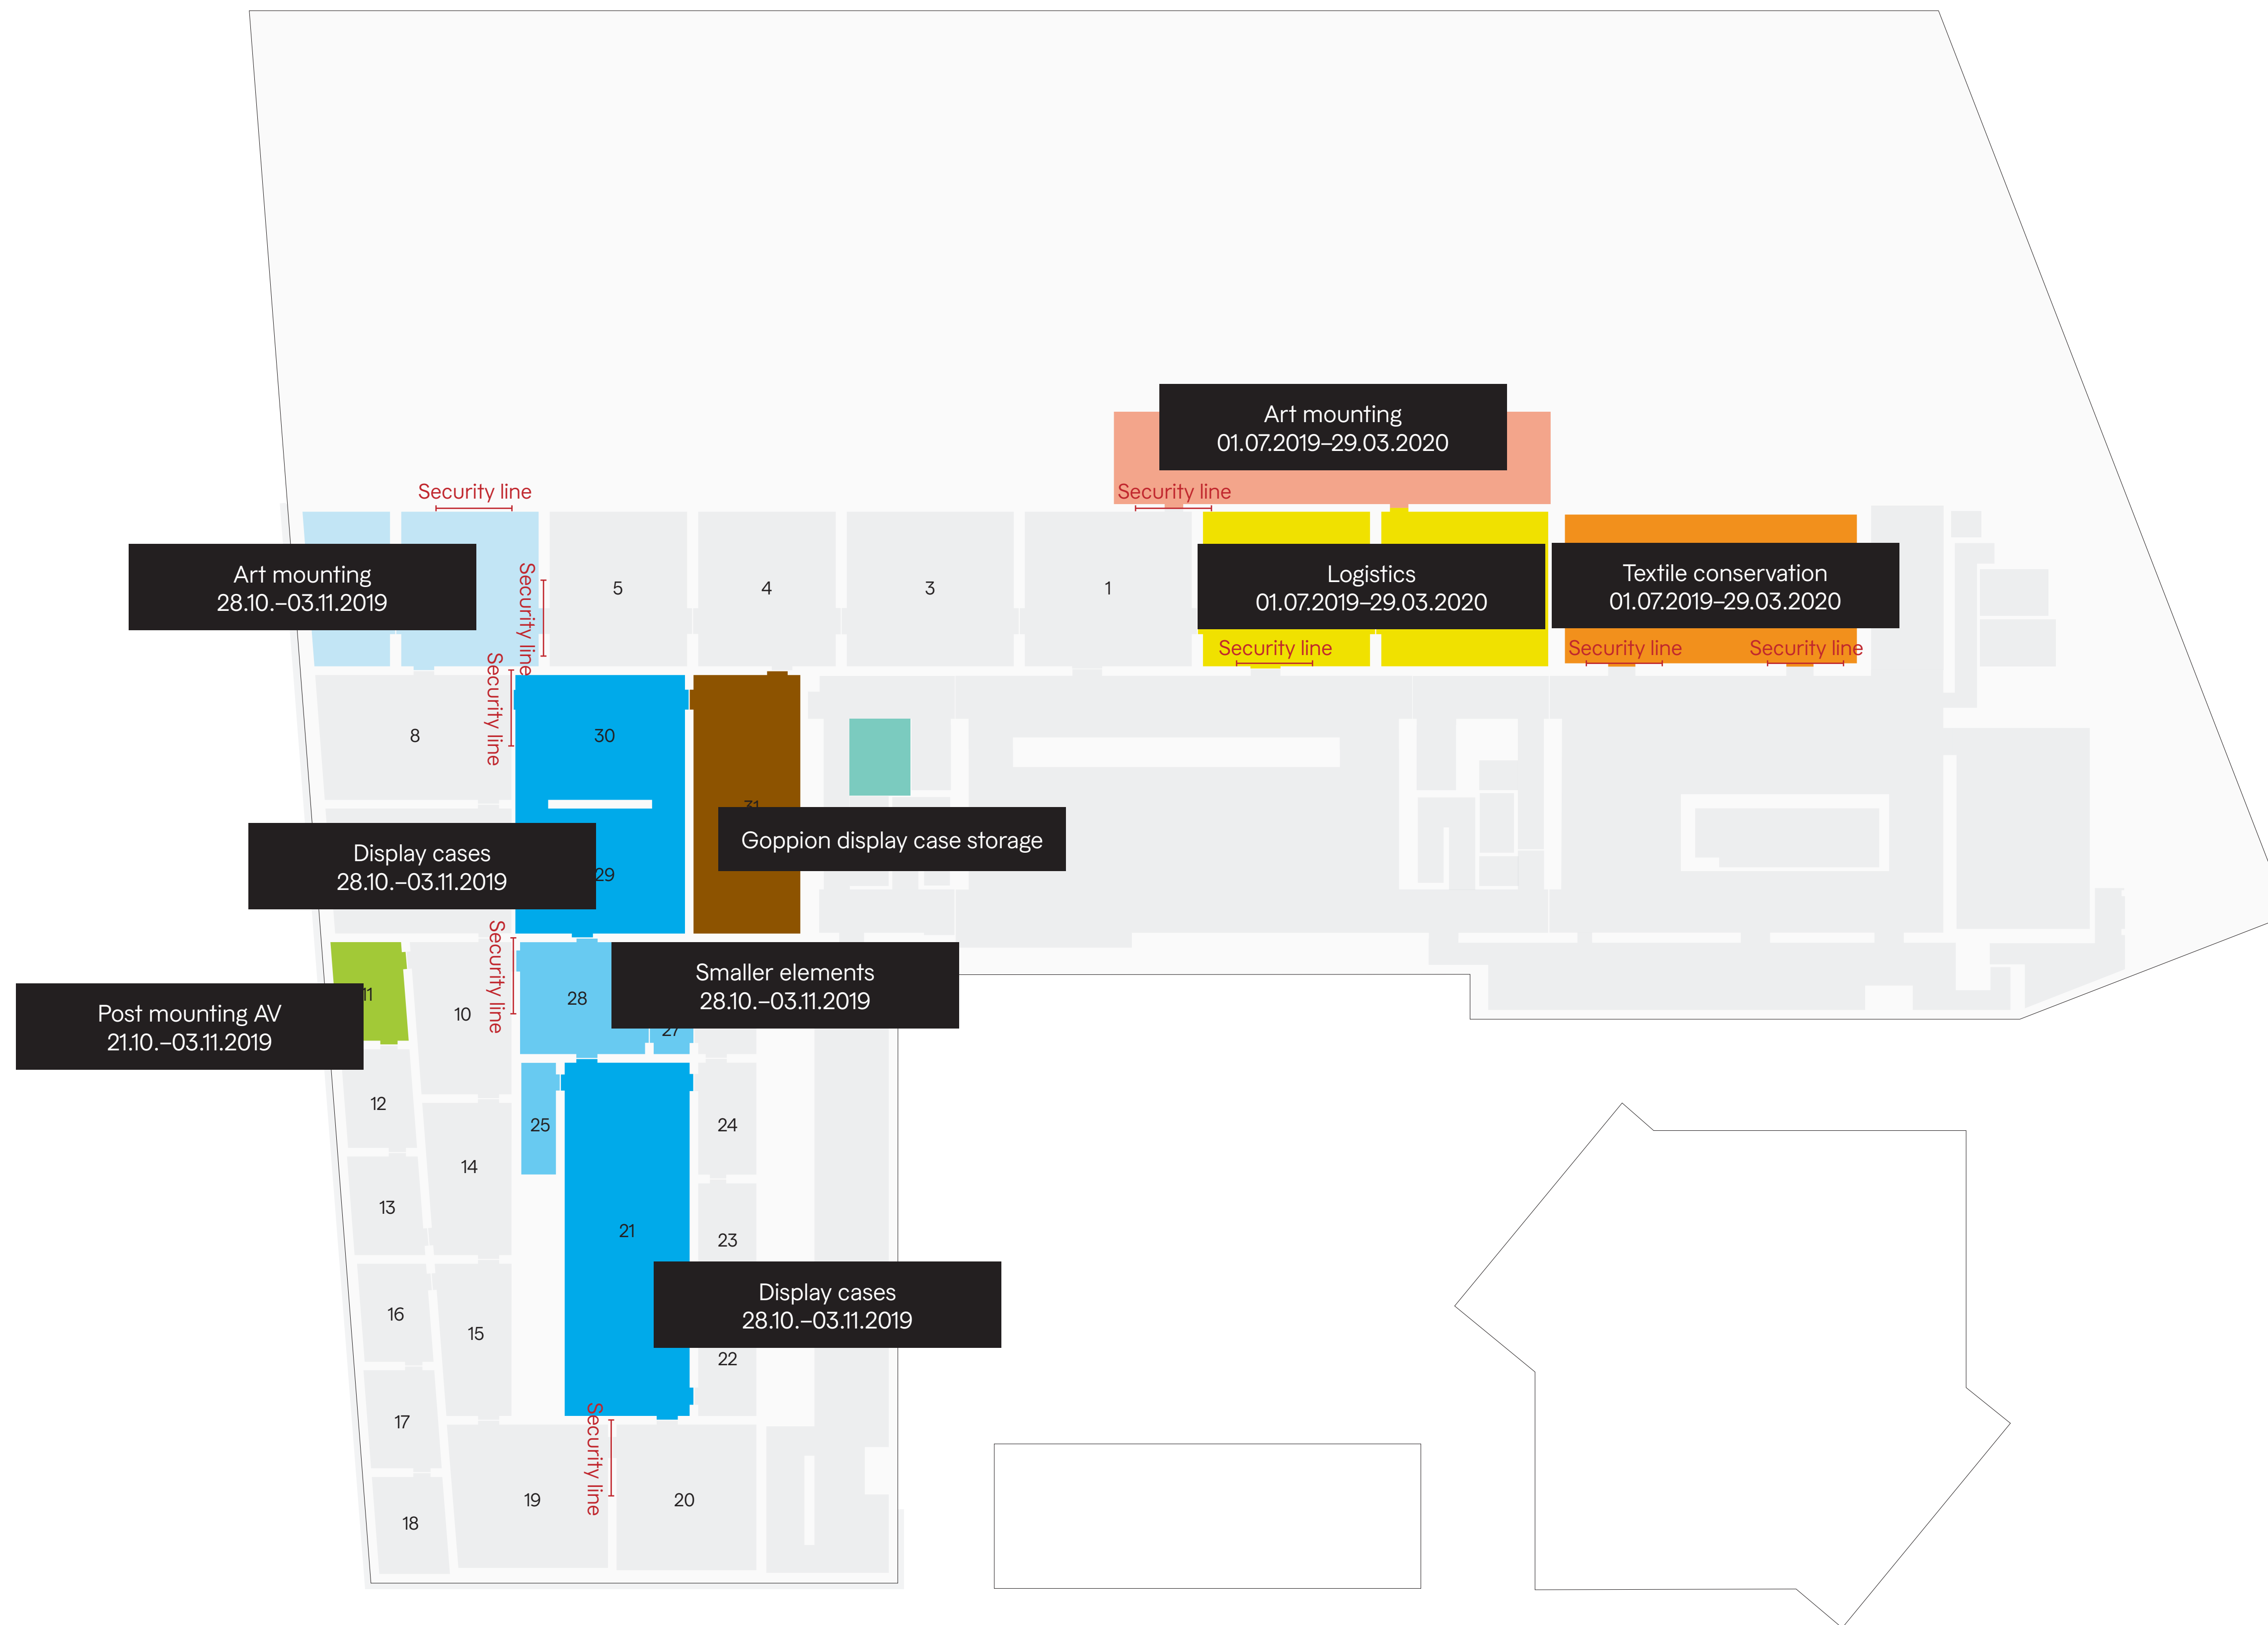 Art mounting
01.07.2019–29.03.2020
Security line
Security line
Art mounting
28.10.–03.11.2019
Security line
5
4
3
1
Logistics
01.07.2019–29.03.2020
Textile conservation
01.07.2019–29.03.2020
Security line
Security line
Security line
Security line
8
30
31
Goppion display case storage
Display cases
28.10.–03.11.2019
29
Security line
Smaller elements
28.10.–03.11.2019
11
10
28
27
Post mounting AV
21.10.–03.11.2019
12
25
24
14
13
21
23
Display cases
28.10.–03.11.2019
16
15
22
17
Security line
19
20
18